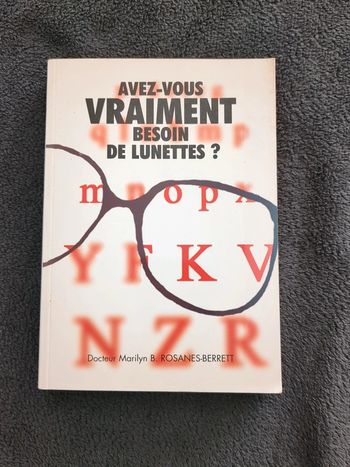 AVEZ-VOUS
VRAIMENT
BESOIN
DE LUNETTES ?
m n o p x
Y F K V
N Z R
Docteur Marilyn B. ROSANES-BERRETT